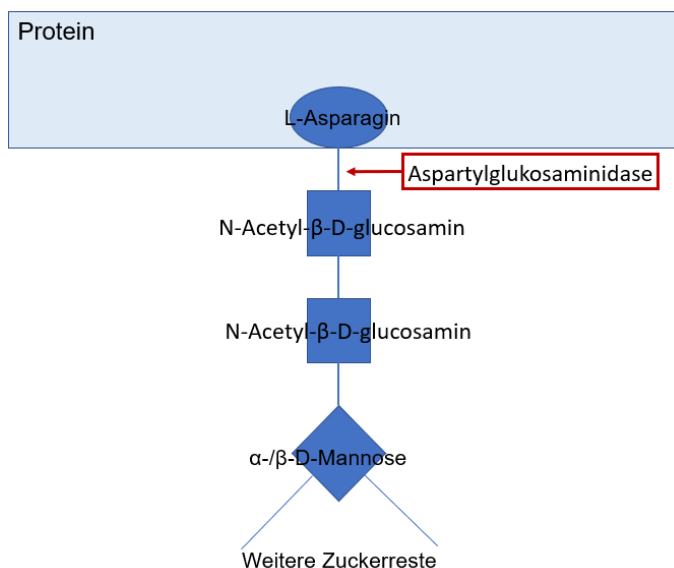 Protein
L-Asparagin
Aspartylglukosaminidase
N-Acetyl-β-D-glucosamin
N-Acetyl-β-D-glucosamin
α-/β-D-Mannose
Weitere Zuckerreste